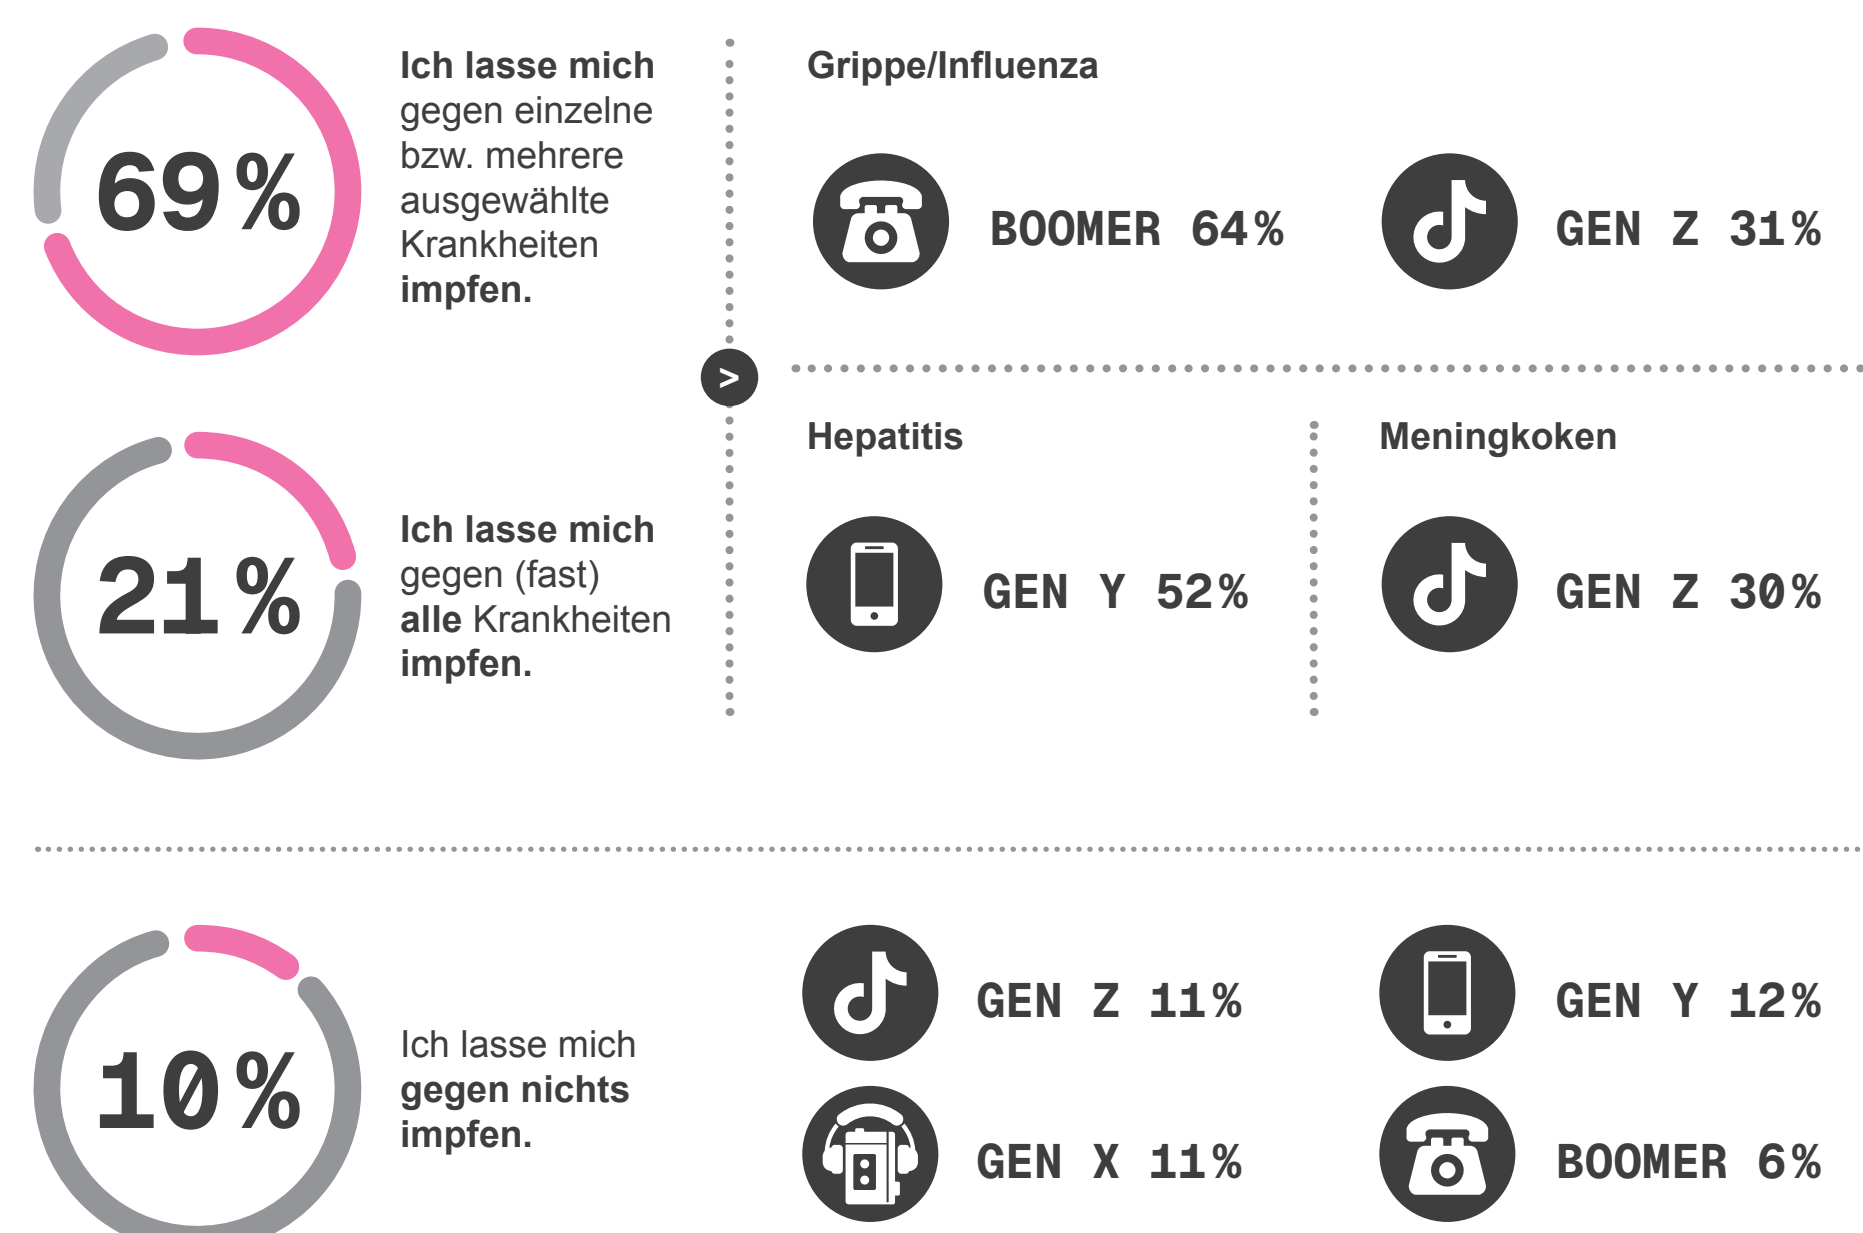 69%
Ich lasse mich
gegen einzelne
bzw. mehrere
ausgewählte
Krankheiten
impfen.
>
Grippe/Influenza
BOOMER 64%
GEN Z 31%
21%
Ich lasse mich
gegen (fast)
alle Krankheiten
impfen.
Hepatitis
GEN Y 52%
Meningkoken
GEN Z 30%
10%
Ich lasse mich
gegen nichts
impfen.
GEN Z 11%
GEN Y 12%
GEN X 11%
BOOMER 6%